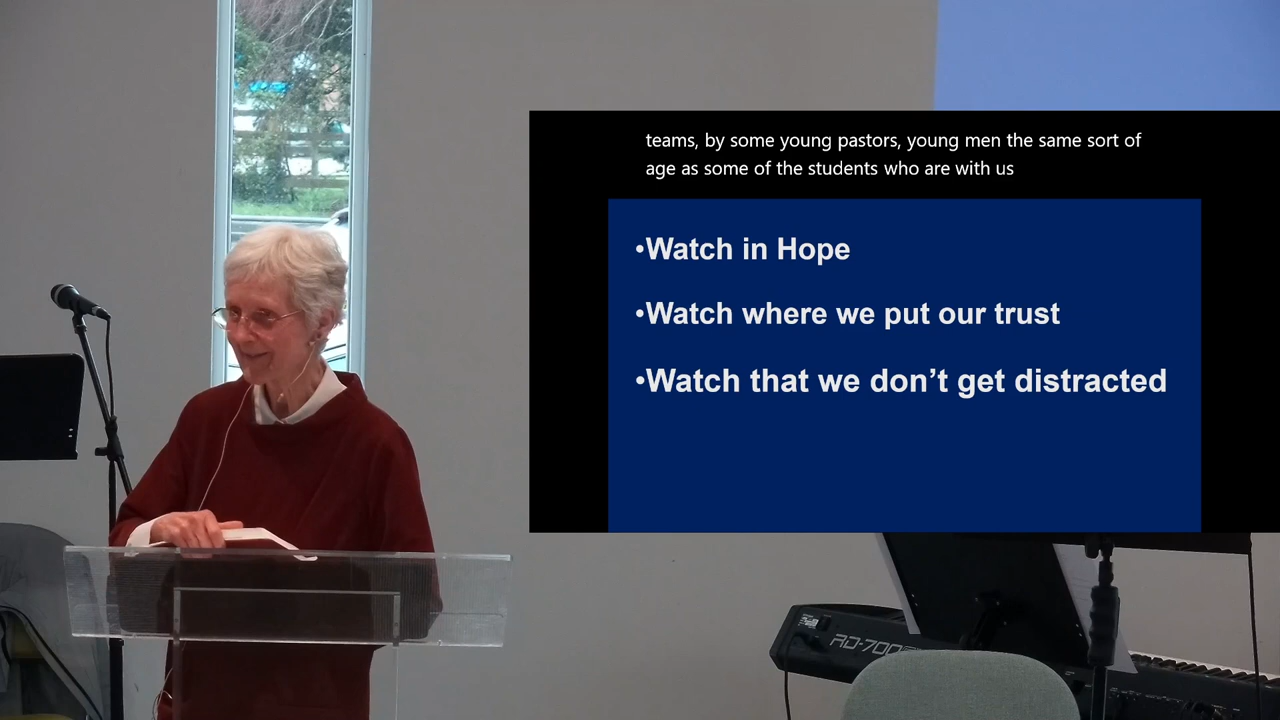 teams, by some young pastors, young men the same sort of
age as some of the students who are with us
•Watch in Hope
•Watch where we put our trust
•Watch that we don’t get distracted
RD-700